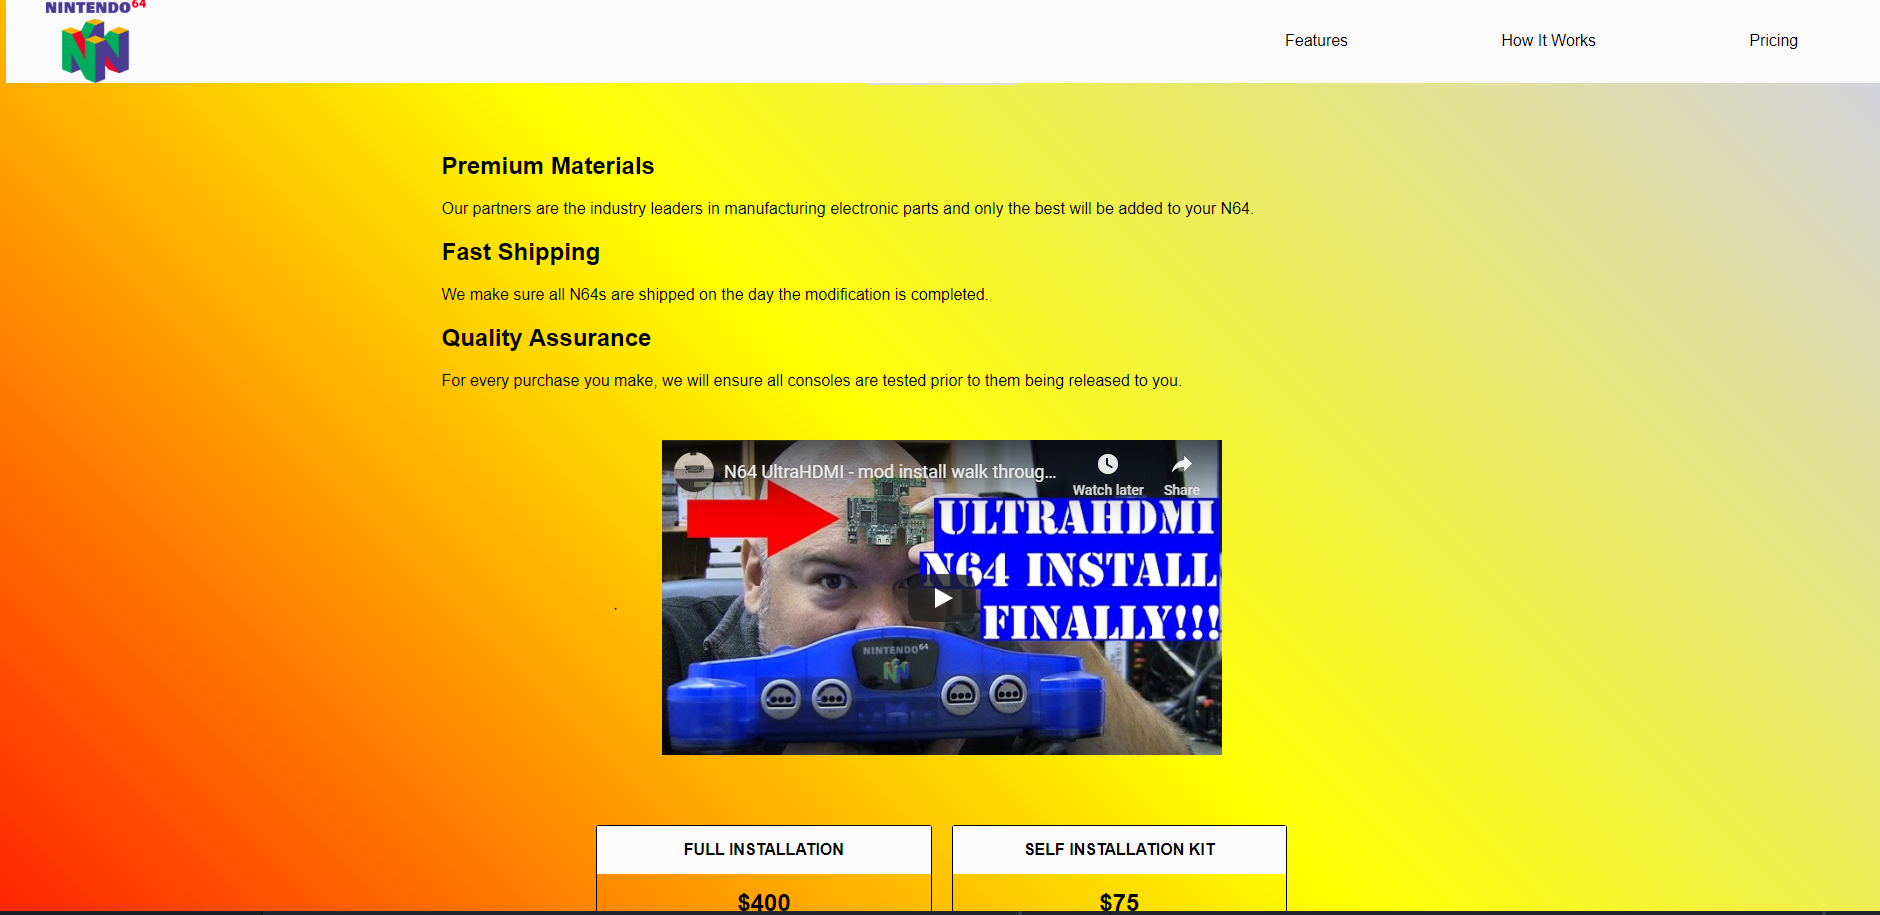 NINTENDO64
Features
How It Works
Pricing
Premium Materials
Our partners are the industry leaders in manufacturing electronic parts and only the best will be added to your N64.
Fast Shipping
We make sure all N64s are shipped on the day the modification is completed.
Quality Assurance
For every purchase you make, we will ensure all consoles are tested prior to them being released to you.
N64 UltraHDMI - mod install walk throug...
Watch later
Share
ULTRAHDMI
N64 INSTALL
FINALLY!!!
NINTENDO64
FULL INSTALLATION
SELF INSTALLATION KIT
$400
$75